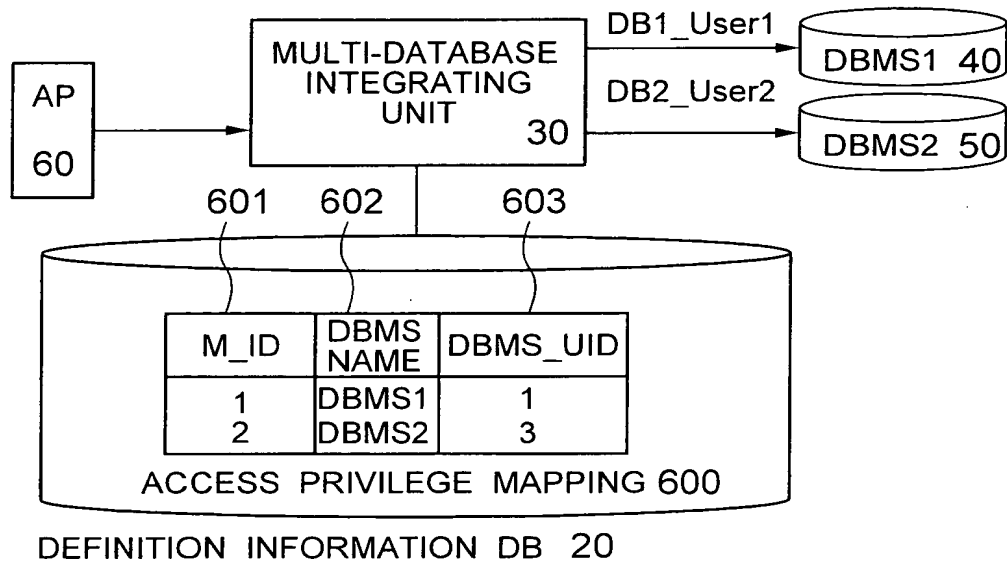 DB1_User1
MULTI-DATABASE
INTEGRATING
UNIT
30
DBMS1 40
AP
60
DB2_User2
DBMS2 50
601 602 603
M_ID DBMS NAME DBMS_UID
1 DBMS1 1
2 DBMS2 3
ACCESS PRIVILEGE MAPPING 600
DEFINITION INFORMATION DB 20